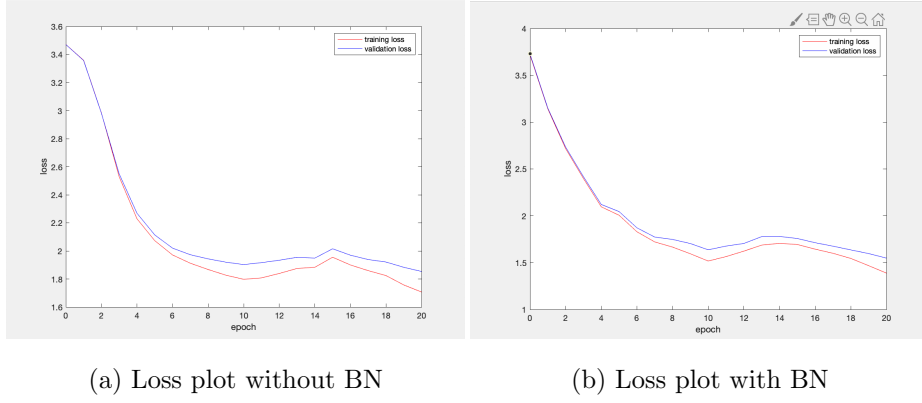 3.6
3.4
3.2
3
2.8
2.6
2.4
2.2
2
1.8
1.6
loss
0 2 4 6 8 10 12 14 16 18 20
epoch
training loss
validation loss
(a) Loss plot without BN
4
3.5
3
2.5
2
1.5
1
loss
0 2 4 6 8 10 12 14 16 18 20
epoch
training loss
validation loss
(b) Loss plot with BN